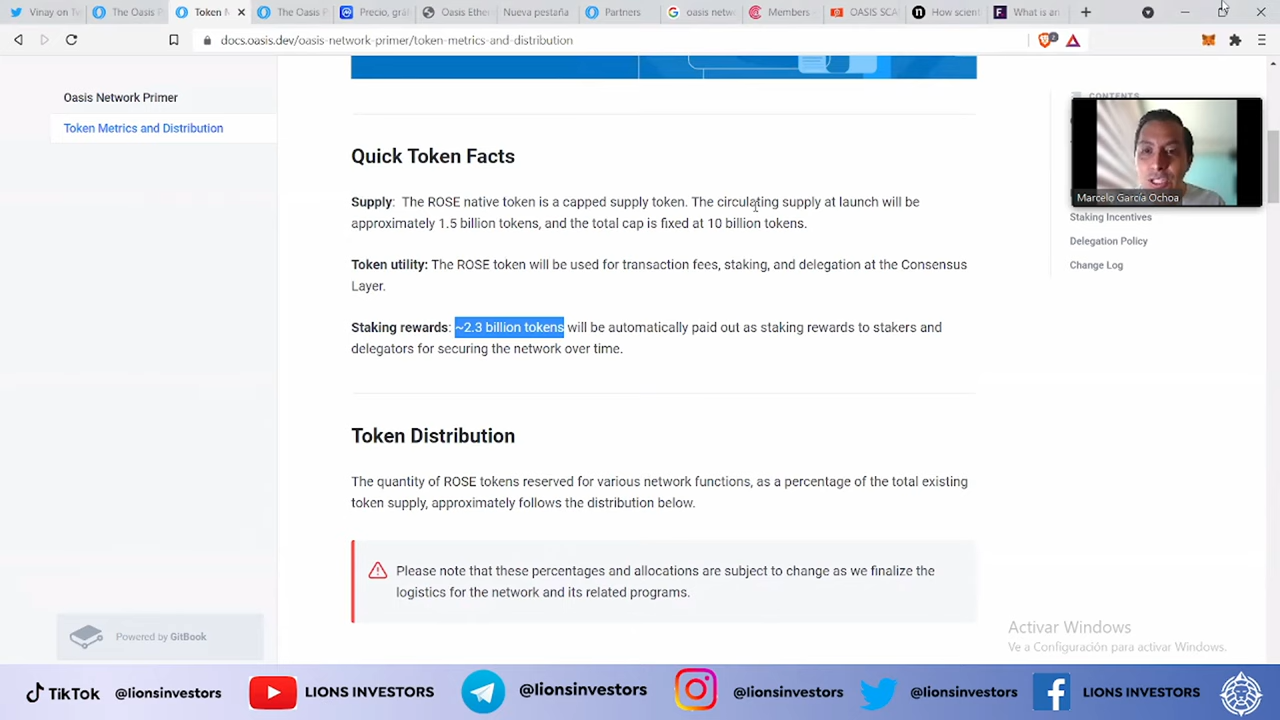 Vinay on Tw
The Oasis P
Token M
The Oasis P
Precio, gráf
Oasis Ether
Nueva pestaña
Partners
oasis netwo
Members
OASIS SCA
How scient
What is an
docs.oasis.dev/oasis-network-primer/token-metrics-and-distribution
2
Oasis Network Primer
Token Metrics and Distribution
CONTENTS
Marcelo García Ochoa
Staking Incentives
Delegation Policy
Change Log
Quick Token Facts
Supply: The ROSE native token is a capped supply token. The circulating supply at launch will be
approximately 1.5 billion tokens, and the total cap is fixed at 10 billion tokens.
Token utility: The ROSE token will be used for transaction fees, staking, and delegation at the Consensus
Layer.
Staking rewards: ~2.3 billion tokens will be automatically paid out as staking rewards to stakers and
delegators for securing the network over time.
Token Distribution
The quantity of ROSE tokens reserved for various network functions, as a percentage of the total existing
token supply, approximately follows the distribution below.
Please note that these percentages and allocations are subject to change as we finalize the
logistics for the network and its related programs.
Powered by GitBook
Activar Windows
Ve a Configuración para activar Windows.
TikTok @lionsinvestors
LIONS INVESTORS
@lionsinvestors
@lionsinvestors
@lionsinvestors
LIONS INVESTORS